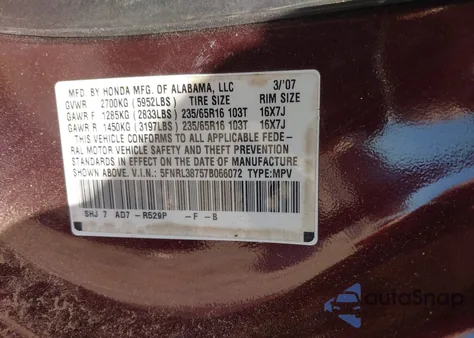 MFD. BY HONDA MFG. OF ALABAMA, LLC 3/'07
GVWR 2700KG (5952LBS) TIRE SIZE RIM SIZE
GAWR F 1285KG (2833LBS) 235/65R16 103T 16X7J
GAWR R 1450KG (3197LBS) 235/65R16 103T 16X7J
THIS VEHICLE CONFORMS TO ALL APPLICABLE FEDE-
RAL MOTOR VEHICLE SAFETY AND THEFT PREVENTION
STANDARDS IN EFFECT ON THE DATE OF MANUFACTURE
SHOWN ABOVE. V.I.N.: 5FNRL38757B066072 TYPE:MPV
SHJ 7 AD7 -R529P -F -B
autoSnap